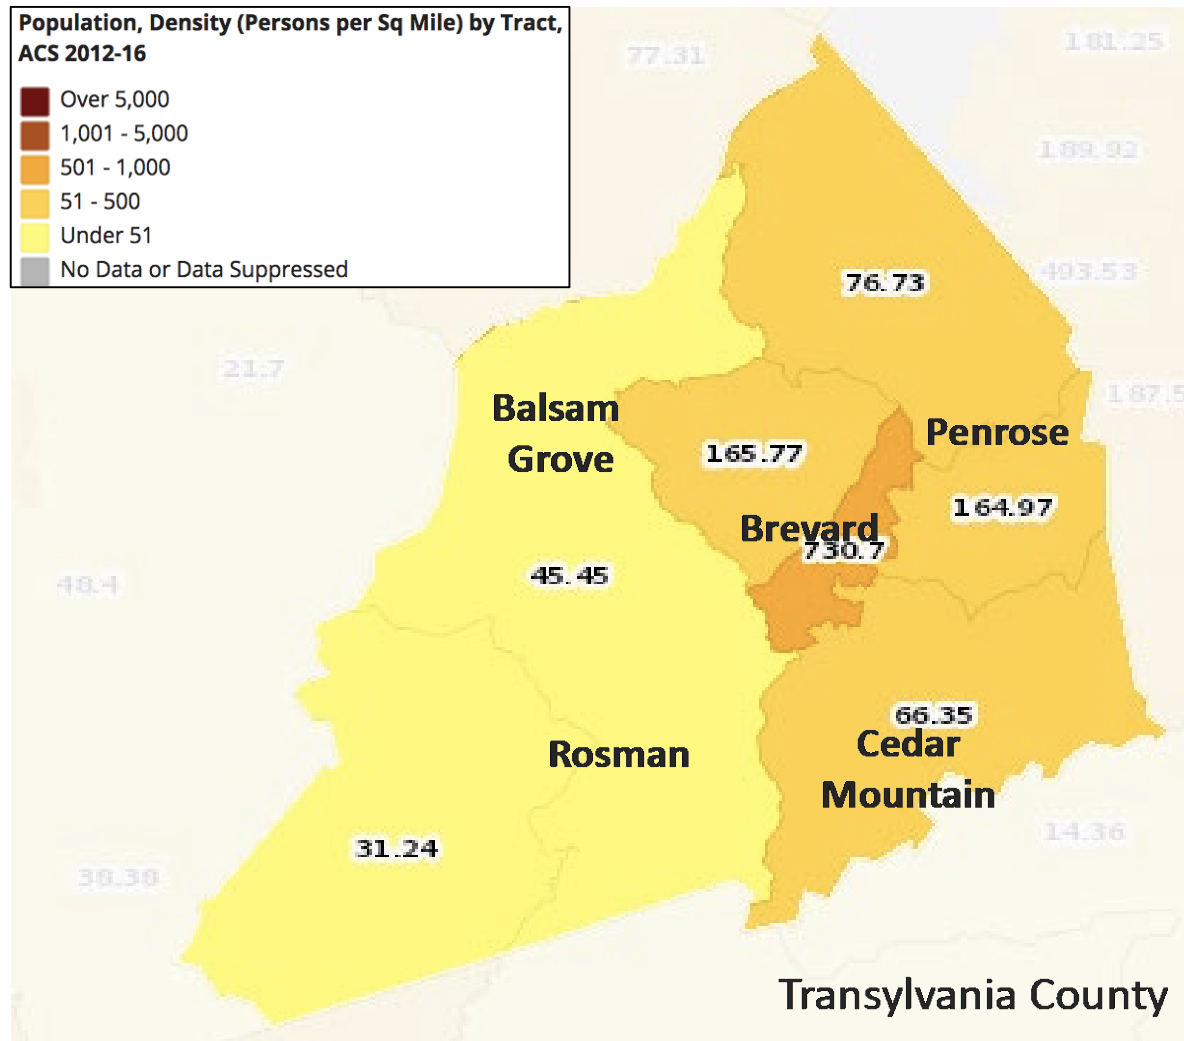 Population, Density (Persons per Sq Mile) by Tract,
ACS 2012-16
Over 5,000
1,001 - 5,000
501 - 1,000
51 - 500
Under 51
No Data or Data Suppressed
77.31
181.25
189.92
493.53
76.73
21.7
187.5
Balsam
Grove
Penrose
165.77
164.97
Brevard
730.7
45.45
48.4
66.35
Cedar
Mountain
Rosman
14.36
31.24
38.38
Transylvania County